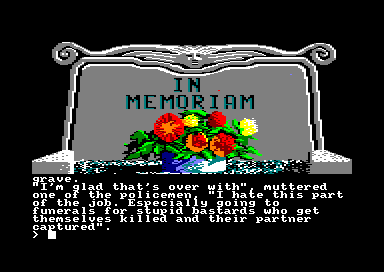 IN
MEMORIAM
grave.
"I'm glad that's over with", muttered
one of the policemen, "I hate this part
of the job. Especially going to
funerals for stupid bastards who get
themselves killed and their partner
captured".
>